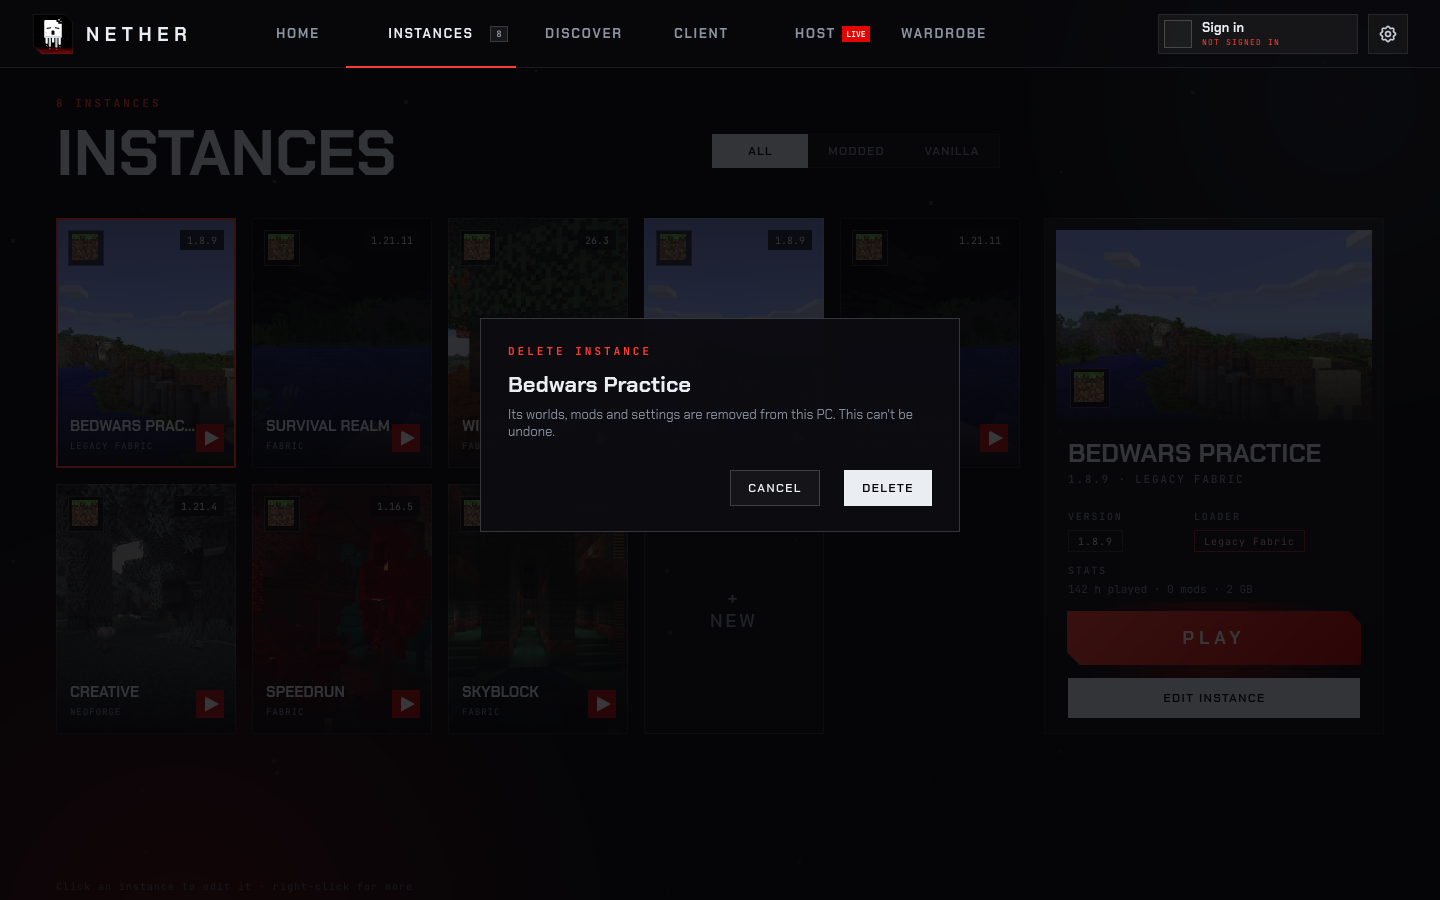 NETHER
HOME
INSTANCES 8
DISCOVER
CLIENT
HOST LIVE
WARDROBE
Sign in
NOT SIGNED IN
8 INSTANCES
INSTANCES
ALL
MODDED
VANILLA
1.8.9
1.21.11
26.3
1.8.9
1.21.11
BEDWARS PRAC...
LEGACY FABRIC
SURVIVAL REALM
FABRIC
DELETE INSTANCE
Bedwars Practice
Its worlds, mods and settings are removed from this PC. This can't be
undone.
CANCEL
DELETE
1.21.4
1.16.5
CREATIVE
NEOFORGE
SPEEDRUN
FABRIC
SKYBLOCK
FABRIC
+
NEW
BEDWARS PRACTICE
1.8.9 · LEGACY FABRIC
VERSION
LOADER
1.8.9
Legacy Fabric
STATS
142 h played · 0 mods · 2 GB
PLAY
EDIT INSTANCE
Click an instance to edit it · right-click for more